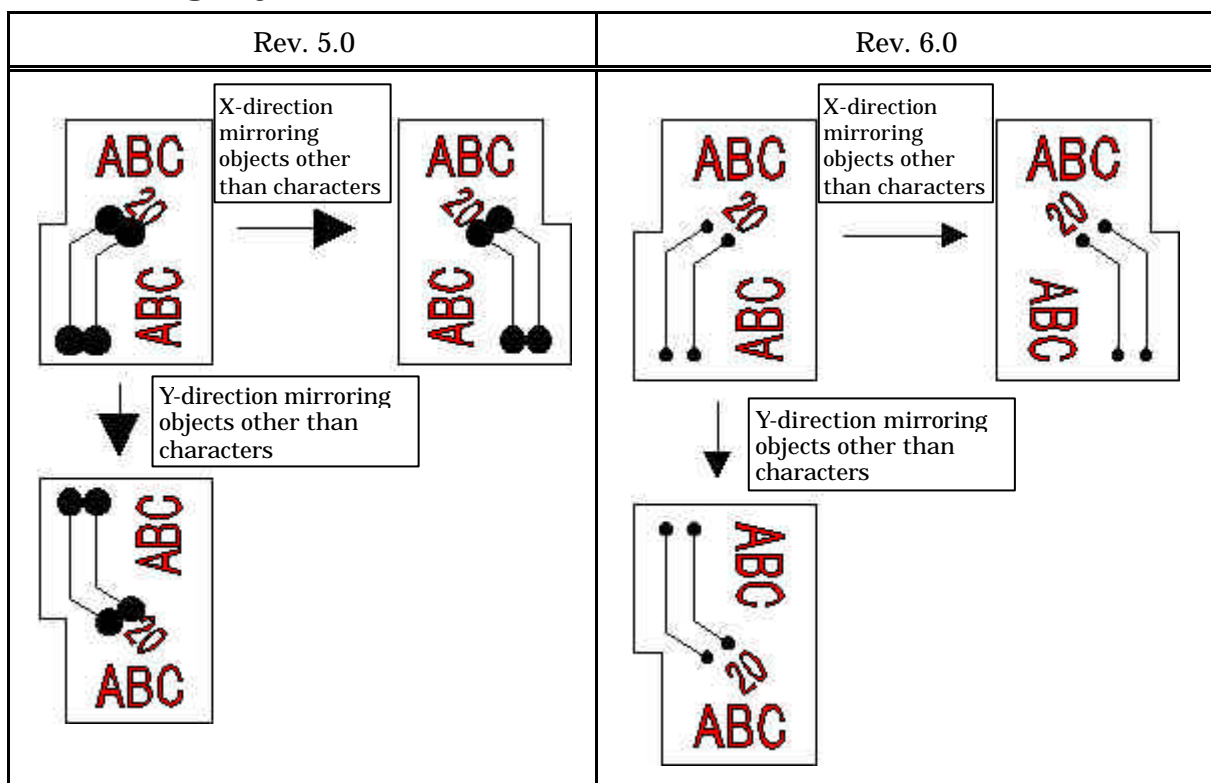 Rev. 5.0
Rev. 6.0
X-direction
mirroring
objects other
than characters
ABC
20
ABC
ABC
20
ABC
Y-direction mirroring
objects other than
characters
ABC
20
ABC
X-direction
mirroring
objects other
than characters
ABC
20
ABC
ABC
20
ABC
Y-direction mirroring
objects other than
characters
ABC
20
ABC